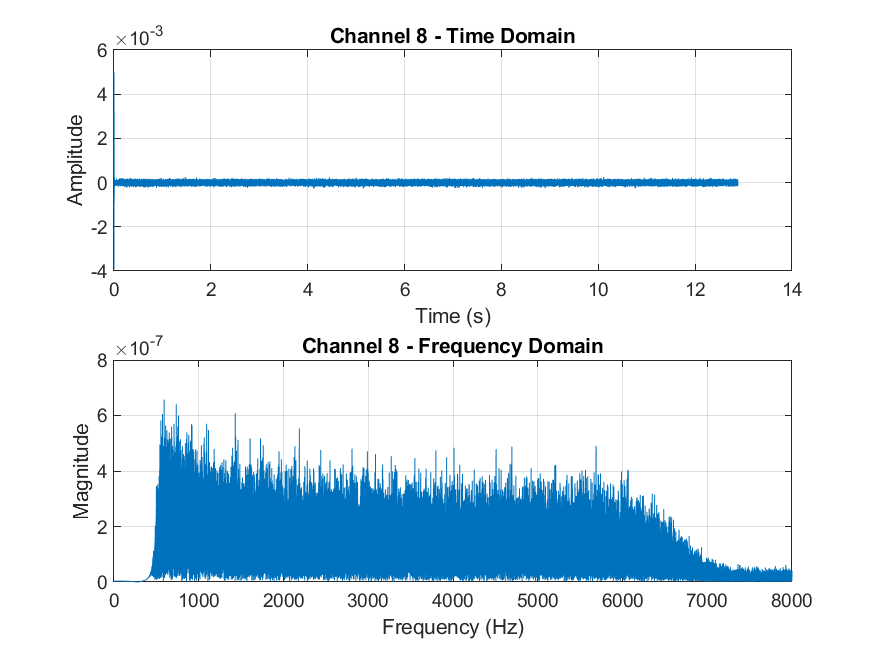 Channel 8 - Time Domain
×10-3
6
4
2
0
-2
-4
Amplitude
0 2 4 6 8 10 12 14
Time (s)
Channel 8 - Frequency Domain
×10-7
8
6
4
2
0
Magnitude
0 1000 2000 3000 4000 5000 6000 7000 8000
Frequency (Hz)